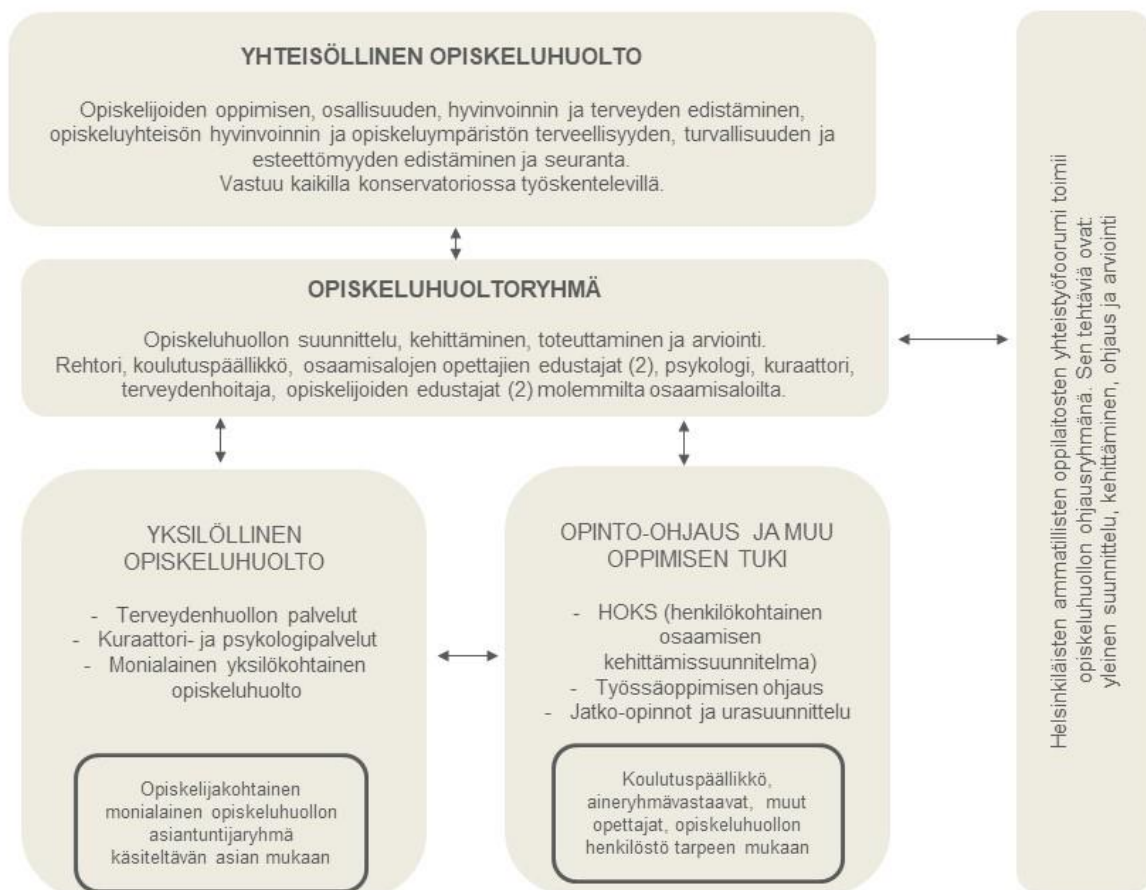 YHTEISÖLLINEN OPISKELUHUOLTO
Opiskelijoiden oppimisen, osallisuuden, hyvinvoinnin ja terveyden edistäminen,
opiskeluyhteisön hyvinvoinnin ja opiskeluympäristön terveellisyyden, turvallisuuden ja
esteettömyyden edistäminen ja seuranta.
Vastuu kaikilla konservatoriossa työskentelevillä.
OPISKELUHUOLTORYHMÄ
Opiskeluhuollon suunnittelu, kehittäminen, toteuttaminen ja arviointi.
Rehtori, koulutuspäällikkö, osaamisalojen opettajien edustajat (2), psykologi, kuraattori,
terveydenhoitaja, opiskelijoiden edustajat (2) molemmilta osaamisaloilta.
YKSILÖLLINEN
OPISKELUHUOLTO
- Terveydenhuollon palvelut
- Kuraattori- ja psykologipalvelut
- Monialainen yksilökohtainen
opiskeluhuolto
Opiskelijakohtainen
monialainen opiskeluhuollon
asiantuntijaryhmä
käsiteltävän asian mukaan
OPINTO-OHJAUS JA MUU
OPPIMISEN TUKI
- HOKS (henkilökohtainen
osaamisen
kehittämissuunnitelma)
- Työssäoppimisen ohjaus
- Jatko-opinnot ja urasuunnittelu
Koulutuspäällikkö,
aineryhmävastaavat, muut
opettajat, opiskeluhuollon
henkilöstö tarpeen mukaan
Helsinkiläisten ammatillisten oppilaitosten yhteistyöfoorumi toimii
opiskeluhuollon ohjausryhmänä. Sen tehtäviä ovat:
yleinen suunnittelu, kehittäminen, ohjaus ja arviointi